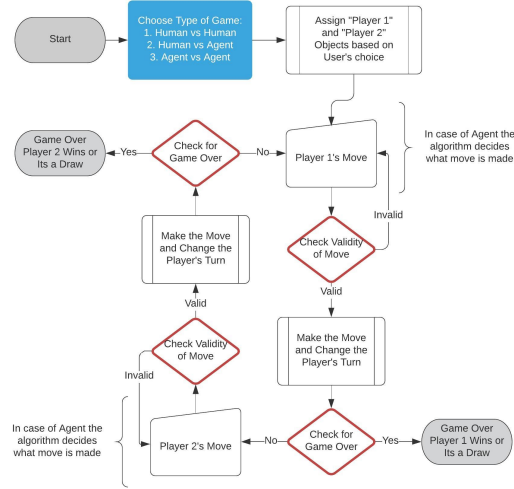 Start
Choose Type of Game:
1. Human vs Human
2. Human vs Agent
3. Agent vs Agent
Assign "Player 1"
and "Player 2"
Objects based on
User's choice
Game Over
Player 2 Wins or
Its a Draw
Yes
Check for
Game Over
No
Player 1's Move
In case of Agent the
algorithm decides
what move is made
Invalid
Make the Move
and Change the
Player's Turn
Check Validity
of Move
Valid
Valid
Check Validity
of Move
Make the Move
and Change the
Player's Turn
Invalid
In case of Agent the
algorithm decides
what move is made
Player 2's Move
No
Check for
Game Over
Yes
Game Over
Player 1 Wins or
Its a Draw